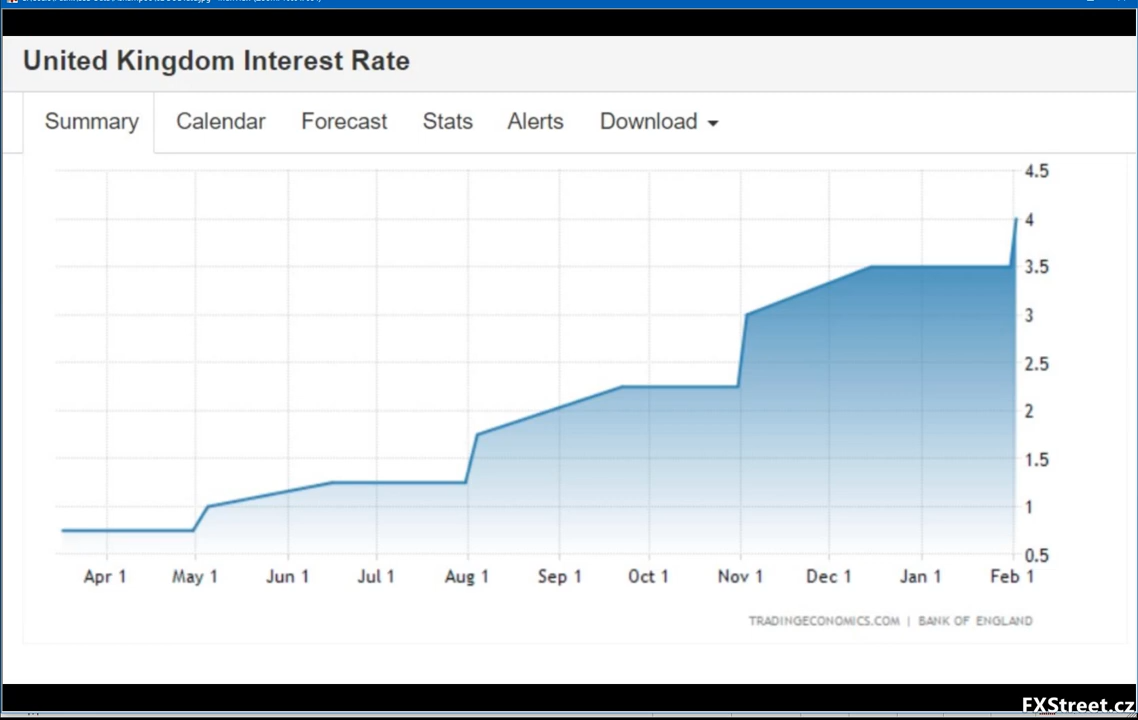 United Kingdom Interest Rate
Summary Calendar Forecast Stats Alerts Download
4.5
4
3.5
3
2.5
2
1.5
1
0.5
Apr 1 May 1 Jun 1 Jul 1 Aug 1 Sep 1 Oct 1 Nov 1 Dec 1 Jan 1 Feb 1
TRADINGECONOMICS.COM | BANK OF ENGLAND
FXStreet.cz